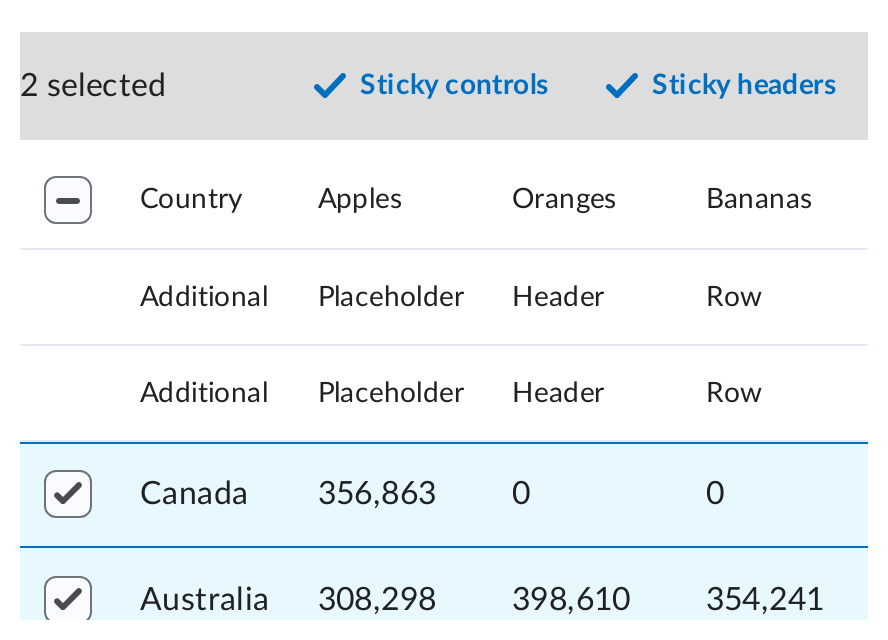 2 selected Sticky controls Sticky headers
Country Apples Oranges Bananas
Additional Placeholder Header Row
Additional Placeholder Header Row
Canada 356,863 0 0
Australia 308,298 398,610 354,241